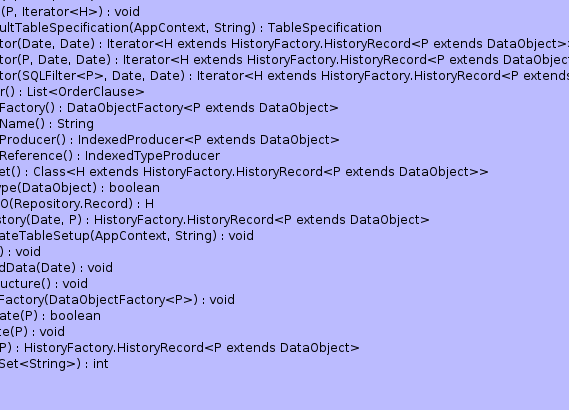 (P, Iterator<H>) : void
ultTableSpecification(AppContext, String) : TableSpecification
tor(Date, Date) : Iterator<H extends HistoryFactory.HistoryRecord<P extends DataObject>>
tor(P, Date, Date) : Iterator<H extends HistoryFactory.HistoryRecord<P extends DataObject
tor(SQLFilter<P>, Date, Date) : Iterator<H extends HistoryFactory.HistoryRecord<P extends
r() : List<OrderClause>
Factory() : DataObjectFactory<P extends DataObject>
Name() : String
Producer() : IndexedProducer<P extends DataObject>
Reference() : IndexedTypeProducer
et() : Class<H extends HistoryFactory.HistoryRecord<P extends DataObject>>
ype(DataObject) : boolean
O(Repository.Record) : H
story(Date, P) : HistoryFactory.HistoryRecord<P extends DataObject>
ateTableSetup(AppContext, String) : void
) : void
dData(Date) : void
ucture() : void
Factory(DataObjectFactory<P>) : void
ate(P) : boolean
te(P) : void
P) : HistoryFactory.HistoryRecord<P extends DataObject>
Set<String>) : int